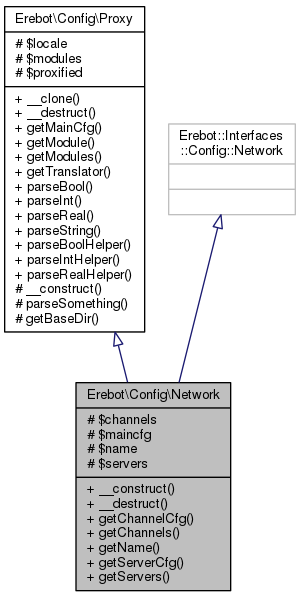 Erebot\Config\Proxy
# $locale
# $modules
# $proxified
+ __clone()
+ __destruct()
+ getMainCfg()
+ getModule()
+ getModules()
+ getTranslator()
+ parseBool()
+ parseInt()
+ parseReal()
+ parseString()
+ parseBoolHelper()
+ parseIntHelper()
+ parseRealHelper()
# __construct()
# parseSomething()
# getBaseDir()
Erebot::Interfaces
::Config::Network
Erebot\Config\Network
# $channels
# $maincfg
# $name
# $servers
+ __construct()
+ __destruct()
+ getChannelCfg()
+ getChannels()
+ getName()
+ getServerCfg()
+ getServers()